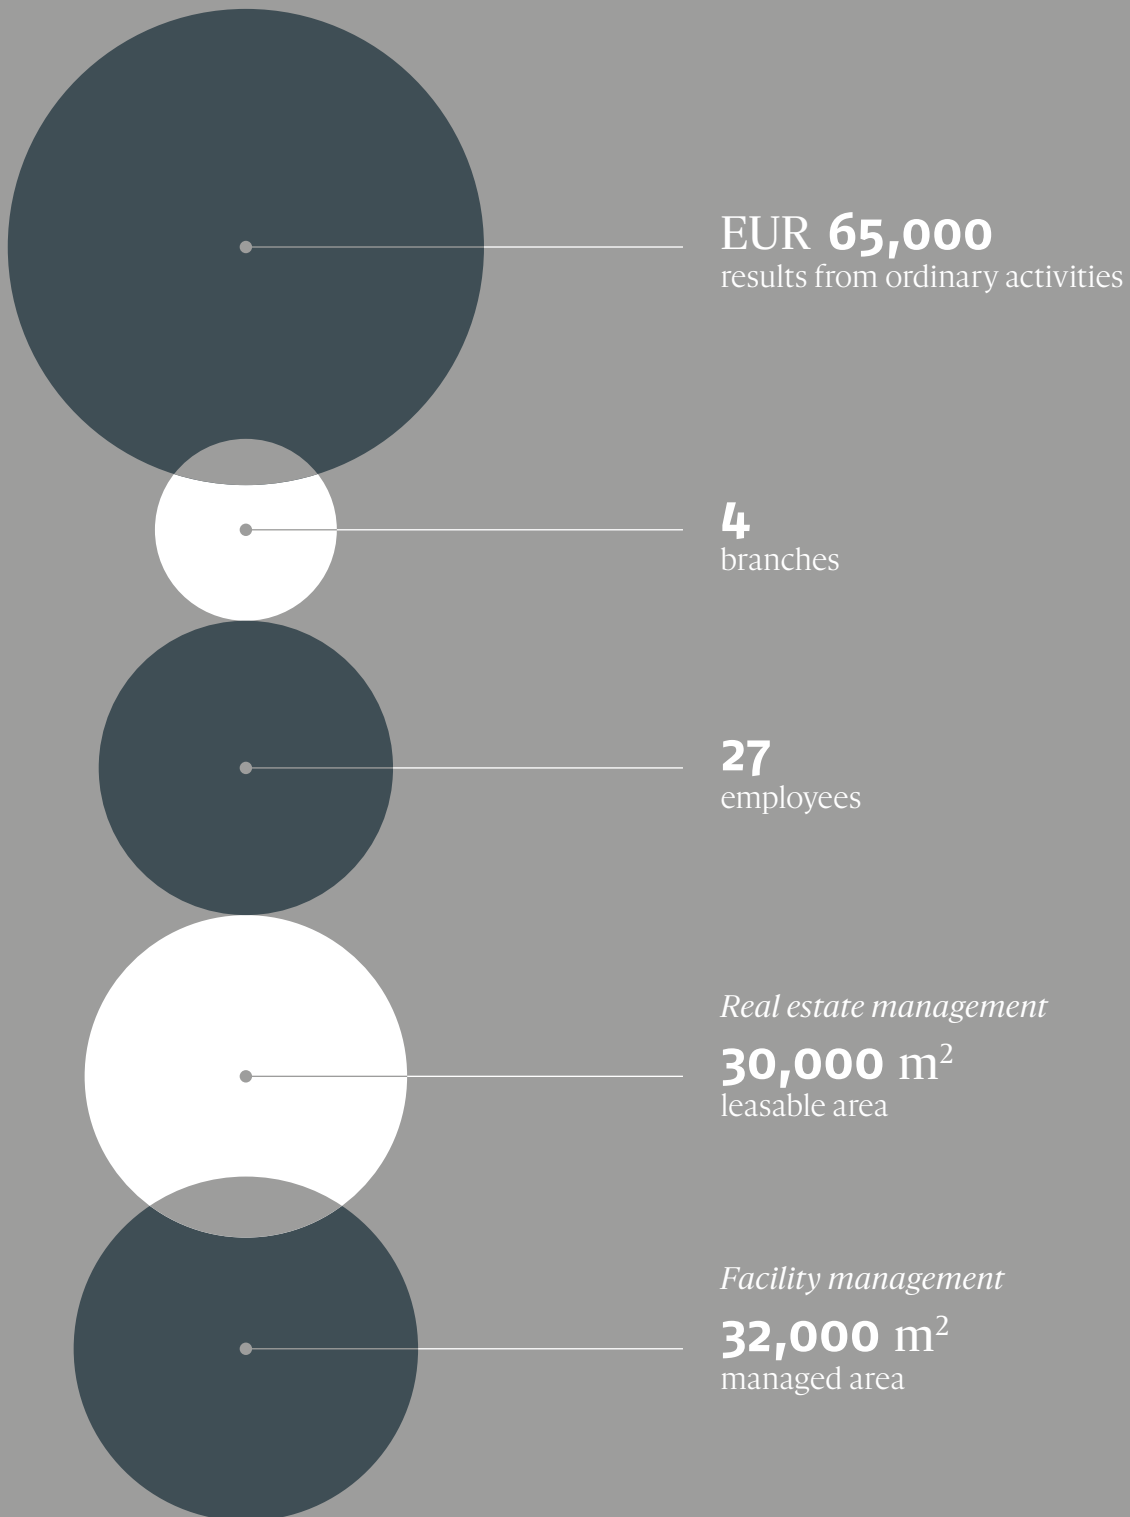 EUR 65,000
results from ordinary activities
4
branches
27
employees
Real estate management
30,000 m²
leasable area
Facility management
32,000 m²
managed area